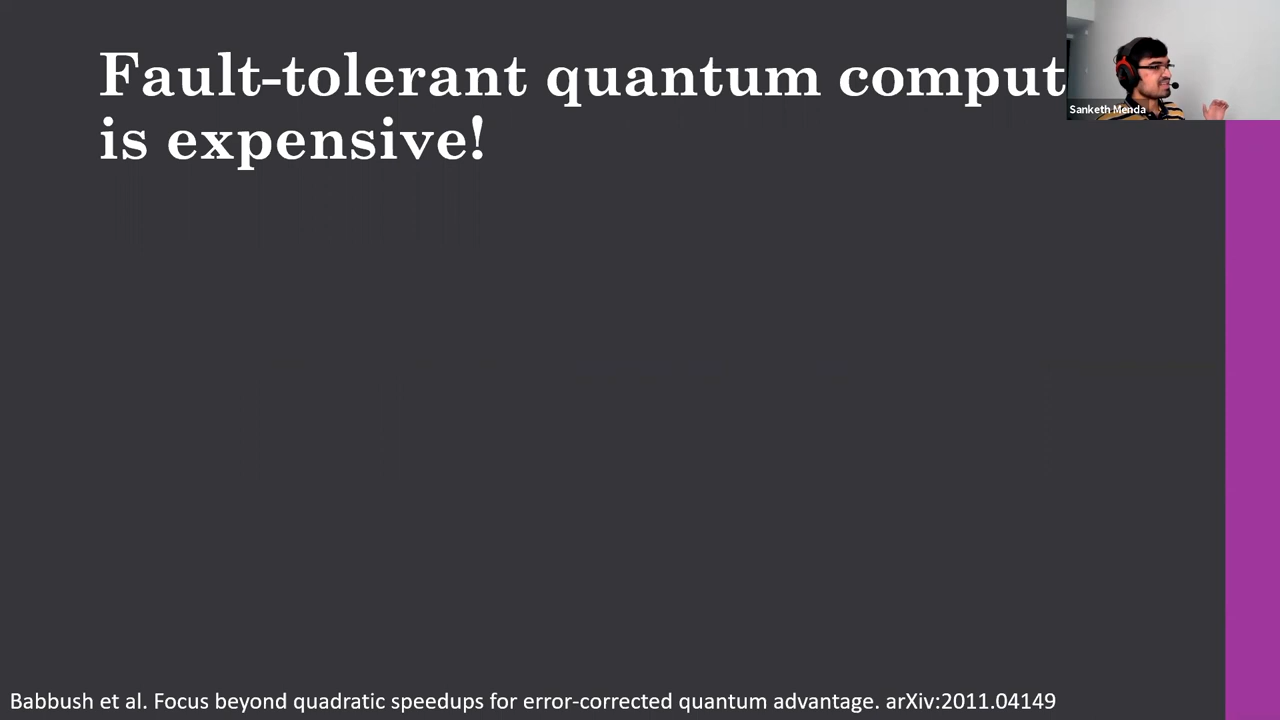 Fault-tolerant quantum comput
is expensive!
Sanketh Menda
Babbush et al. Focus beyond quadratic speedups for error-corrected quantum advantage. arXiv:2011.04149